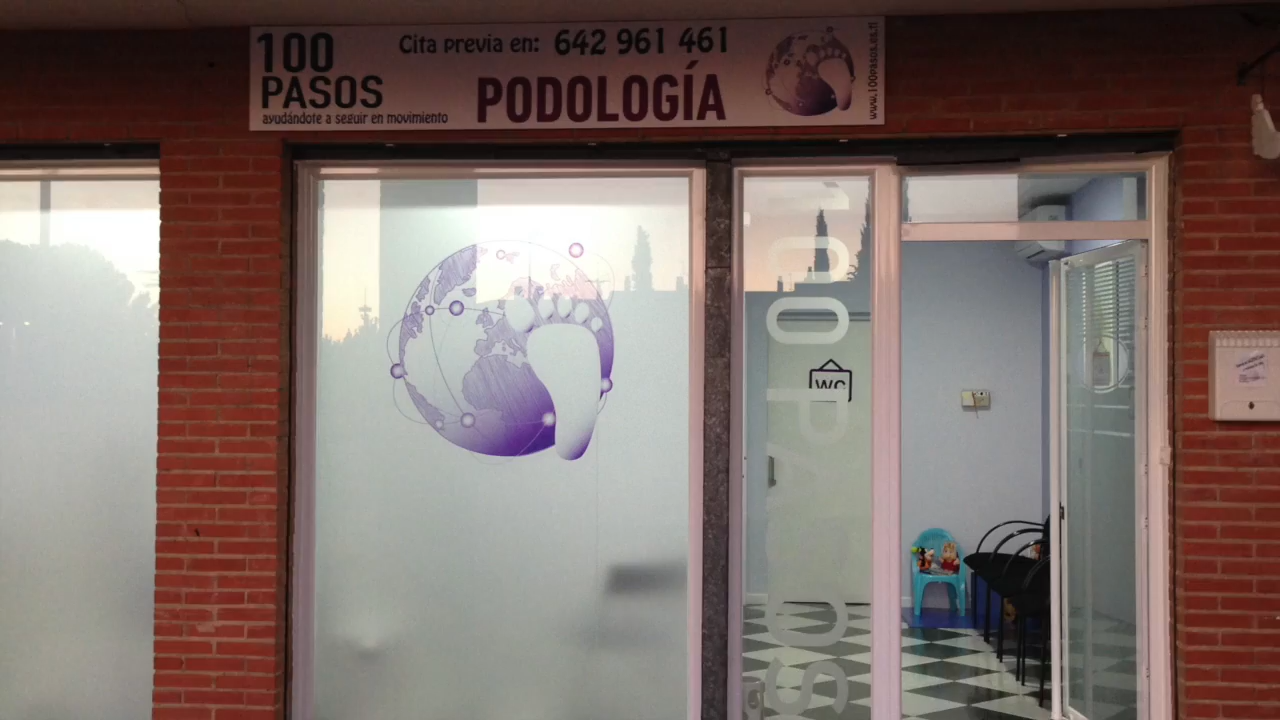 100
PASOS
ayudándote a seguir en movimiento
Cita previa en: 642 961 461
PODOLOGÍA
www.100pasos.es.tl
100 PASOS
WC